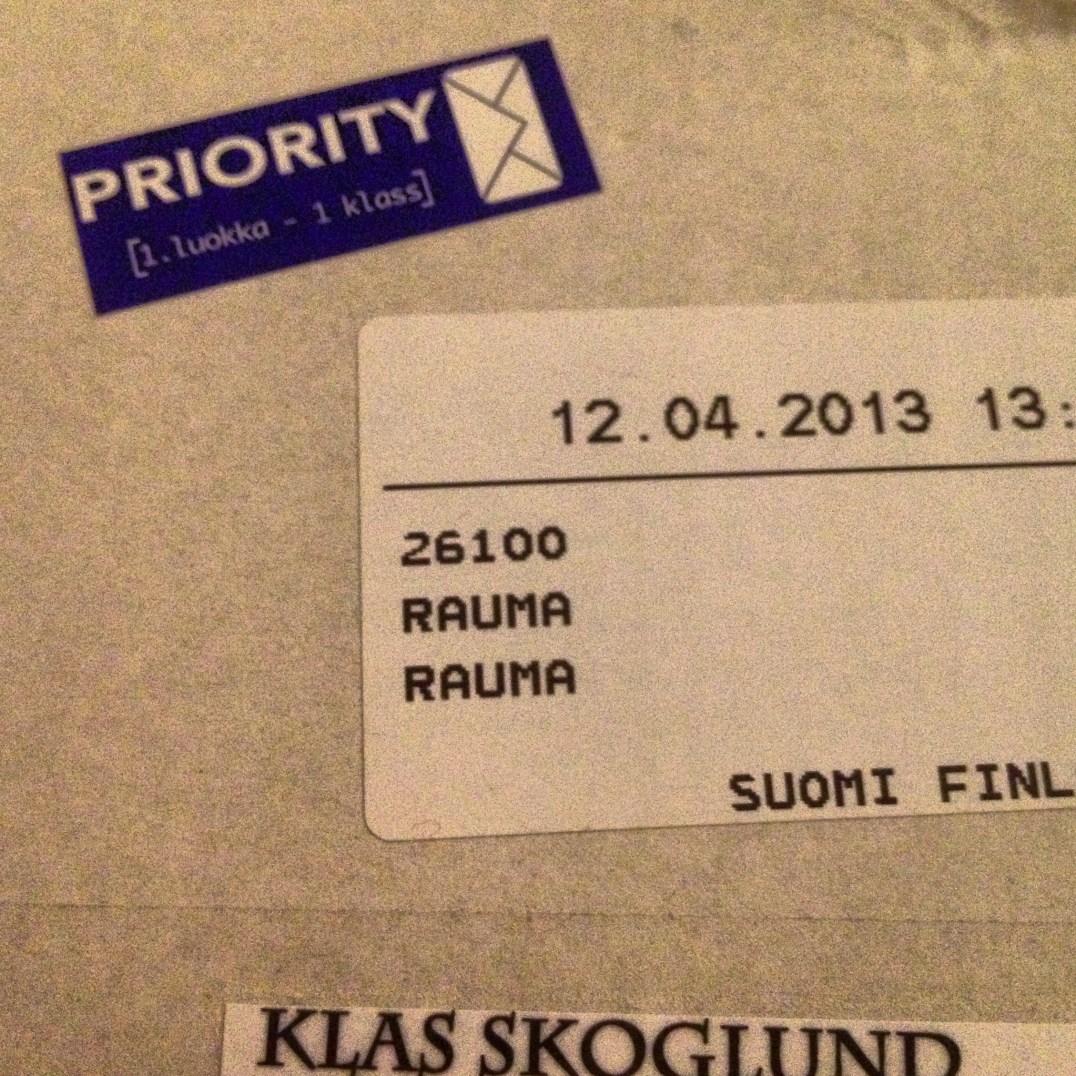 PRIORITY
[1.luokka - 1 klass]
12.04.2013 13:
26100
RAUMA
RAUMA
SUOMI FINL
KLAS SKOGLUND